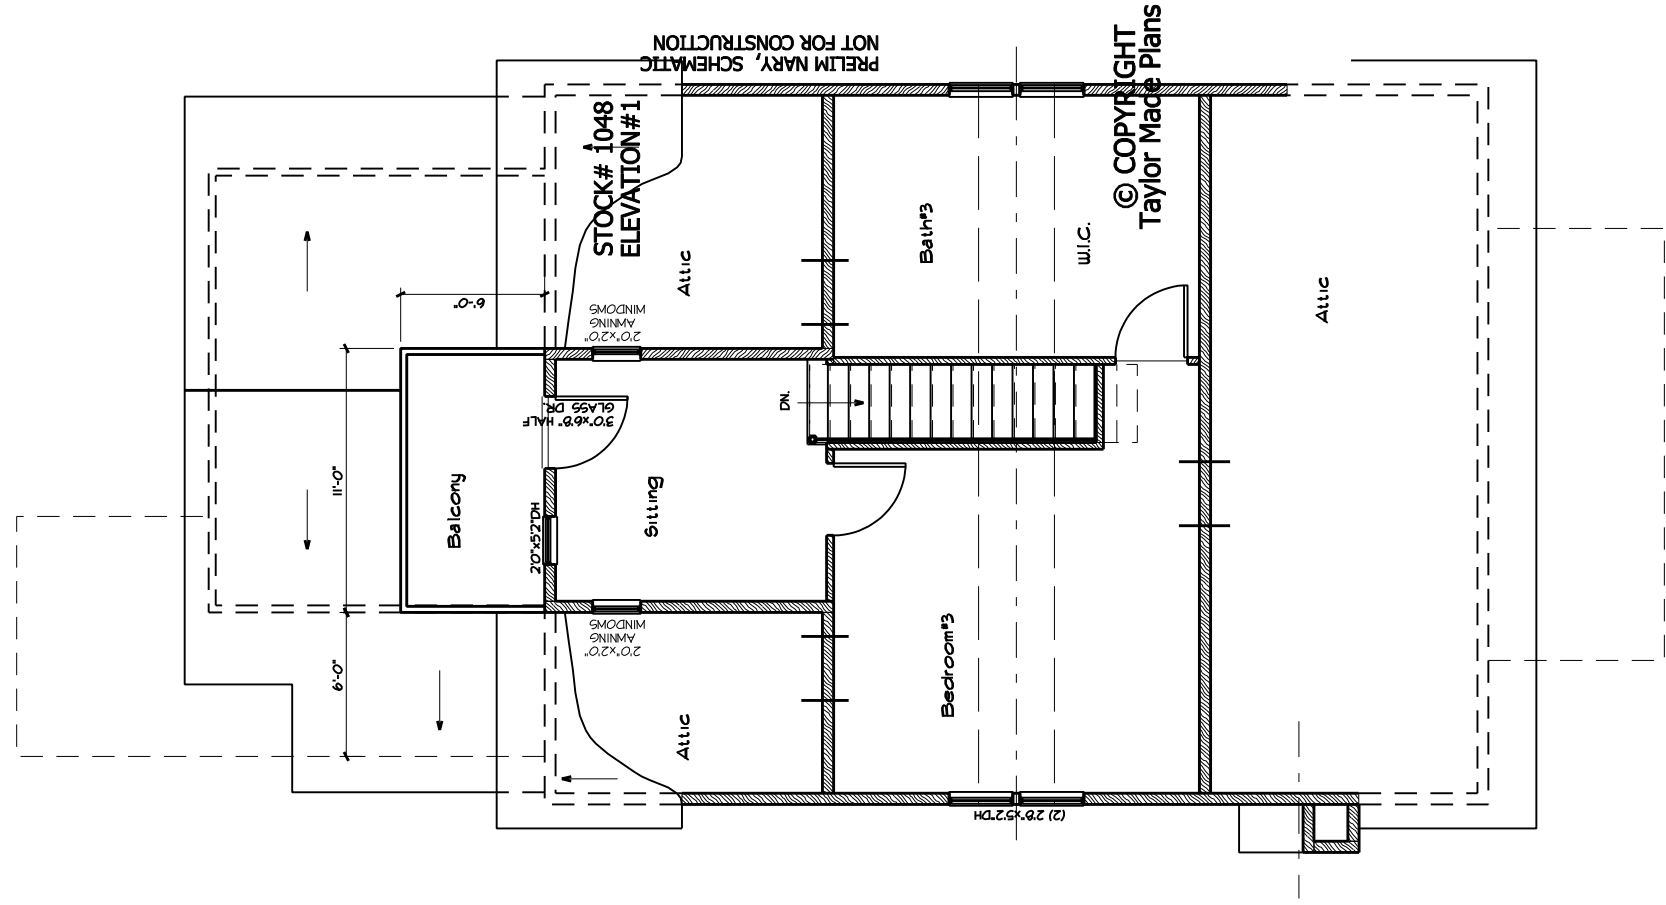 PRELIM NARY, SCHEMATIC
NOT FOR CONSTRUCTION
STOCK# 1048
ELEVATION#1
© COPYRIGHT
Taylor Made Plans
Attic
2'0"x2'0"
AWNING
WINDOWS
6'-0"
Bath#3
W.I.C.
Attic
DN.
3'0"x6'8" HALF
GLASS DR.
11'-0"
Balcony
2'0"x5'2"DH
Sitting
2'0"x2'0"
AWNING
WINDOWS
6'-0"
Attic
Bedroom#3
(2) 2'8"x5'2"DH